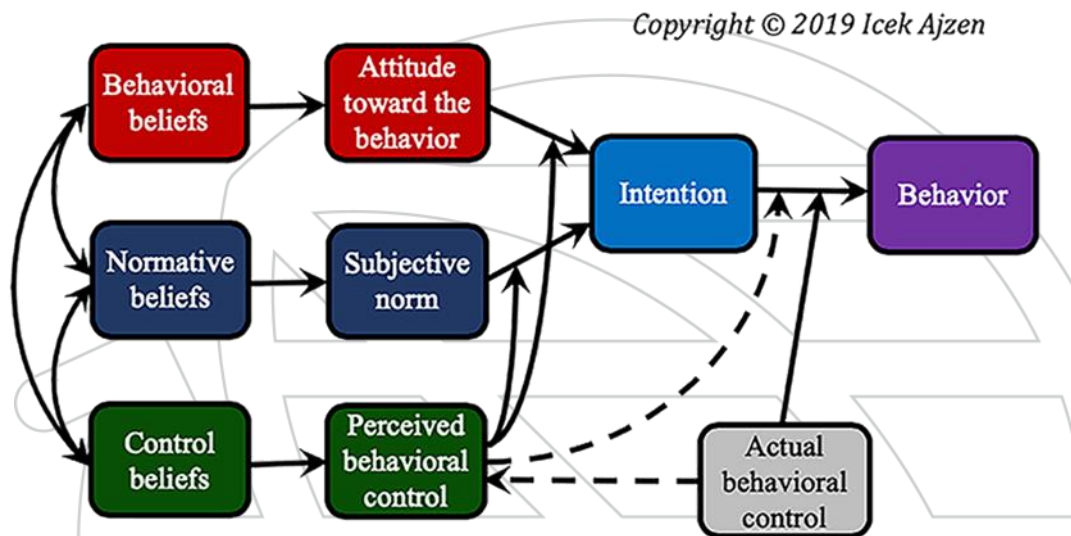 Copyright © 2019 Icek Ajzen
Behavioral
beliefs
Attitude
toward the
behavior
Intention
Behavior
Normative
beliefs
Subjective
norm
Control
beliefs
Perceived
behavioral
control
Actual
behavioral
control